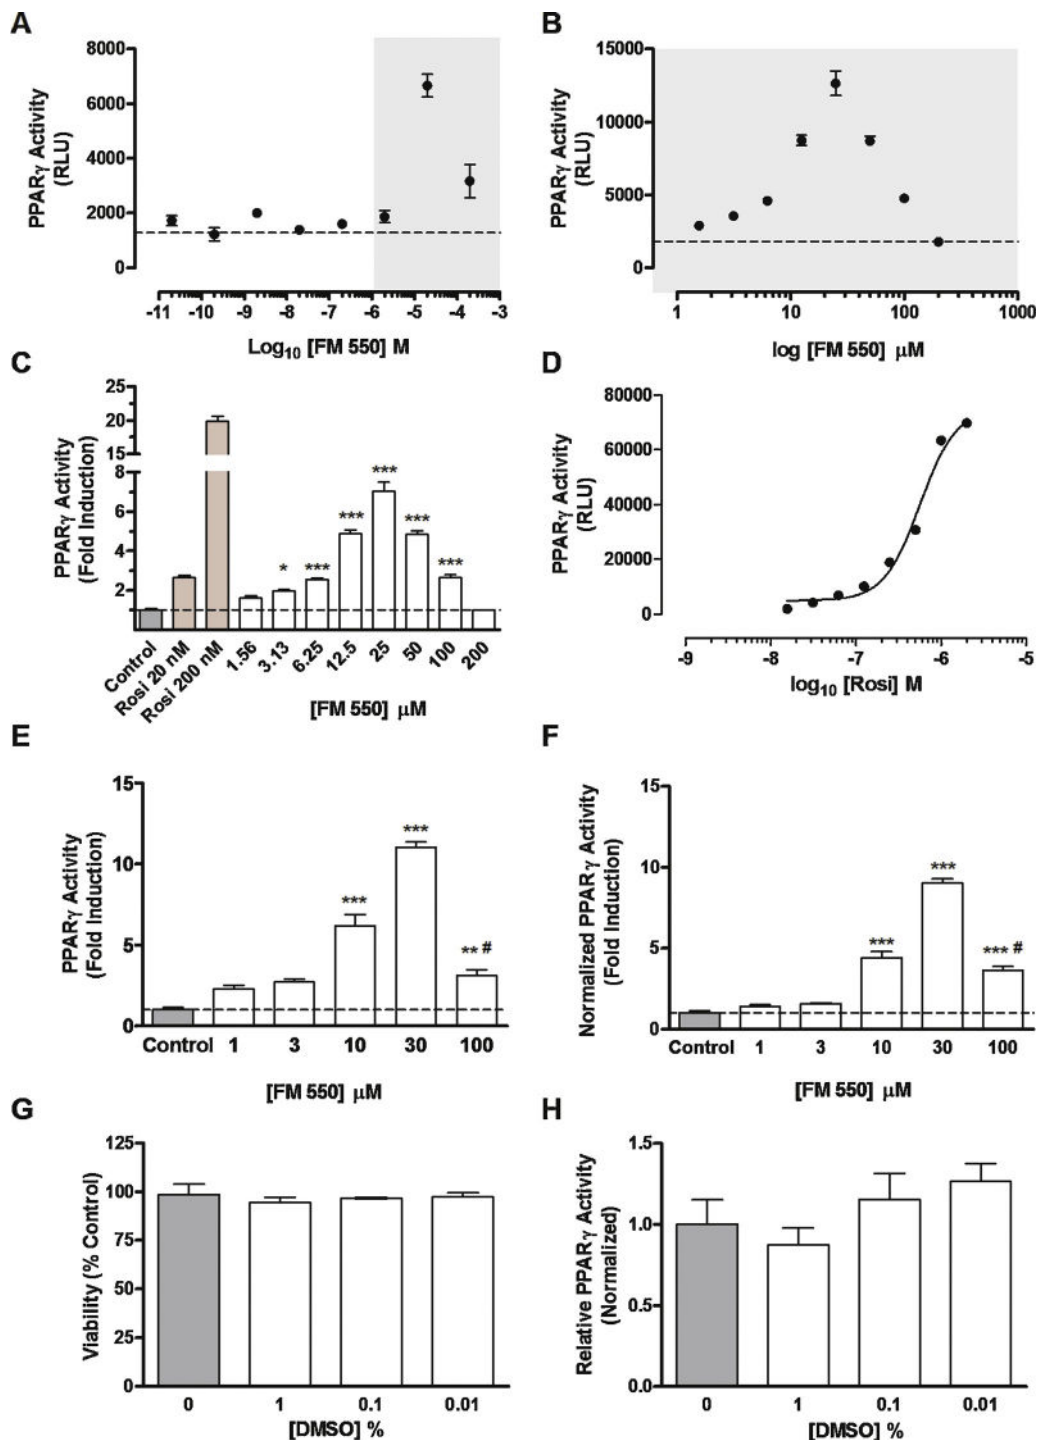 A
PPARγ Activity
(RLU)
8000
6000
4000
2000
0
-11 -10 -9 -8 -7 -6 -5 -4 -3
Log10 [FM 550] M
B
PPARγ Activity
(RLU)
15000
10000
5000
0
1 10 100 1000
log [FM 550] μM
C
PPARγ Activity
(Fold Induction)
25
20
15
8
6
4
2
* *** *** *** *** ***
Control Rosi 20 nM Rosi 200 nM 1.56 3.13 6.25 12.5 25 50 100 200
[FM 550] μM
D
PPARγ Activity
(RLU)
80000
60000
40000
20000
0
-9 -8 -7 -6 -5
log10 [Rosi] M
E
PPARγ Activity
(Fold Induction)
15
10
5
0
*** *** ** #
Control 1 3 10 30 100
[FM 550] μM
F
Normalized PPARγ Activity
(Fold Induction)
15
10
5
0
*** *** *** #
Control 1 3 10 30 100
[FM 550] μM
G
Viability (% Control)
125
100
75
50
25
0
0 1 0.1 0.01
[DMSO] %
H
Relative PPARγ Activity
(Normalized)
1.5
1.0
0.5
0.0
0 1 0.1 0.01
[DMSO] %